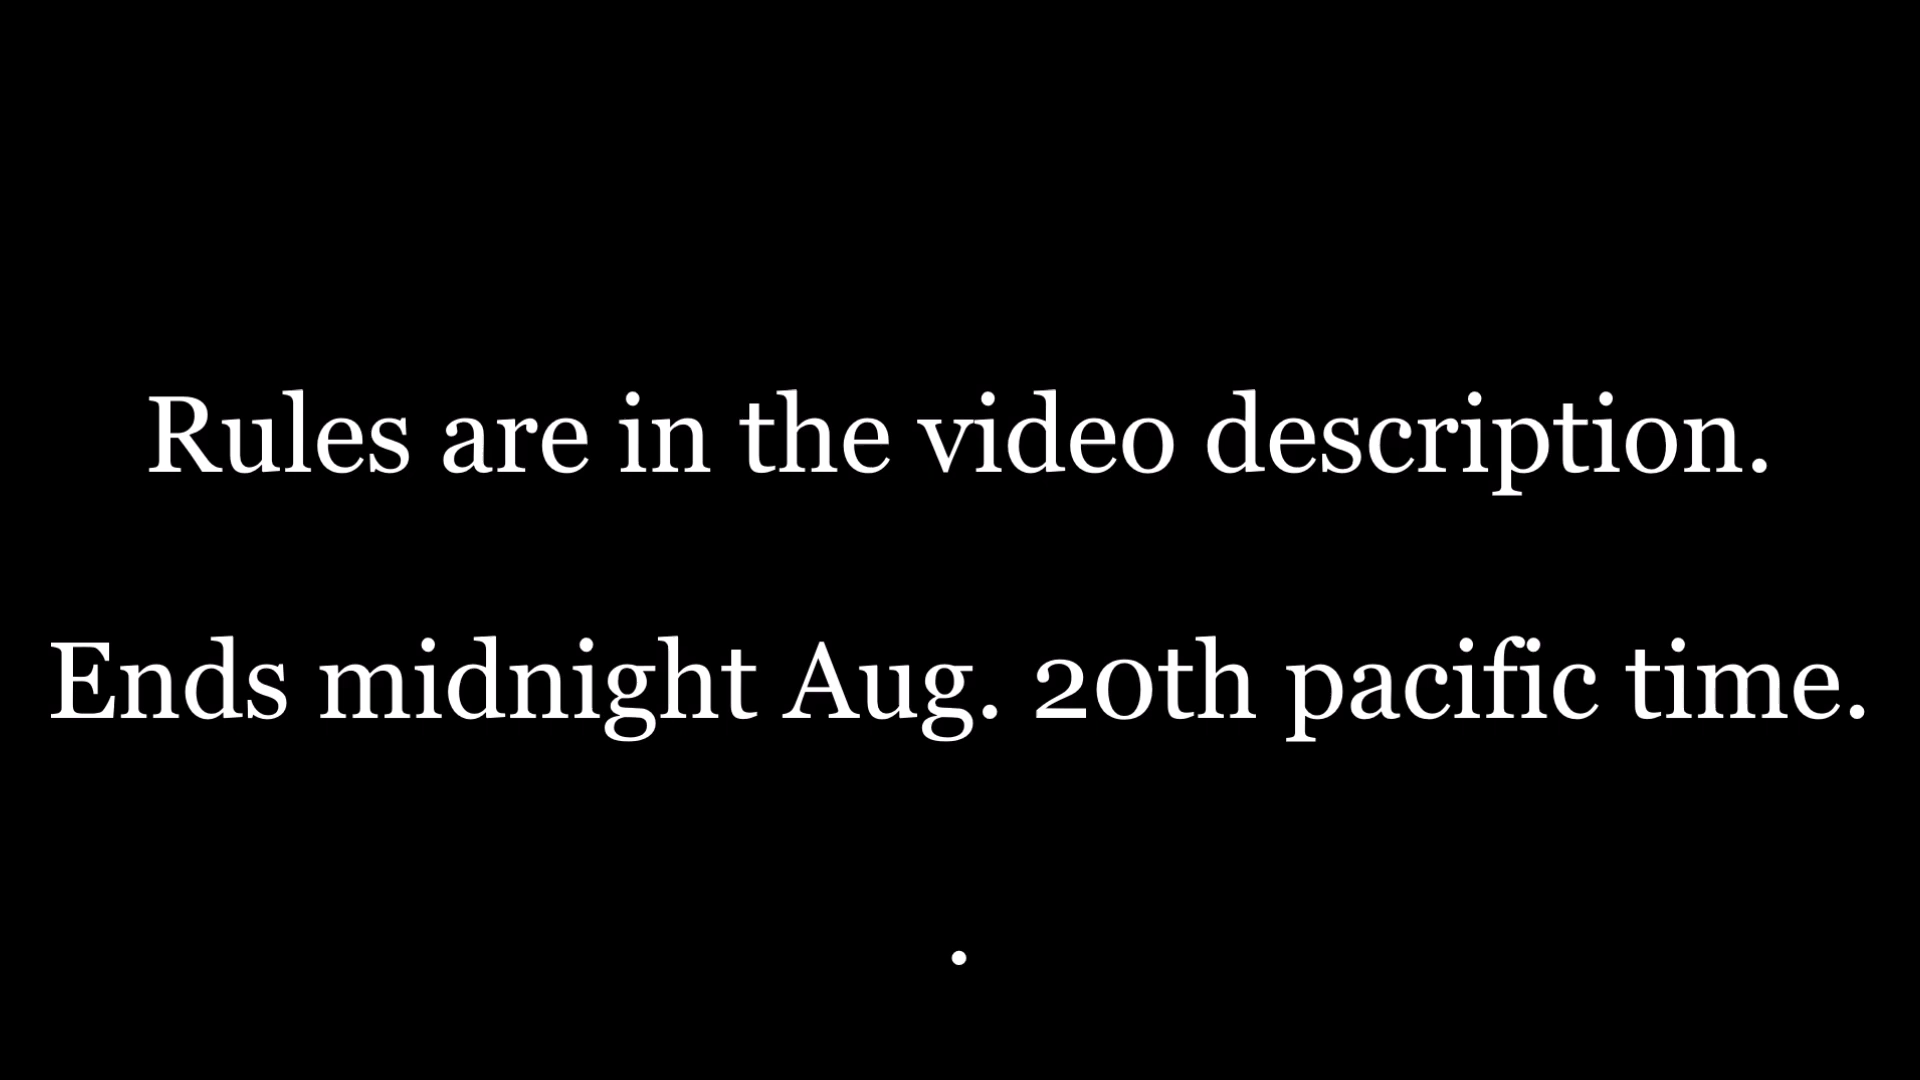 Rules are in the video description.
Ends midnight Aug. 20th pacific time.
.